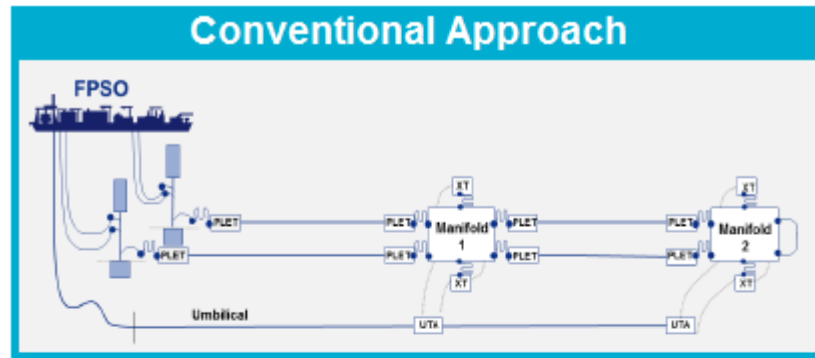 Conventional Approach
FPSO
XT
XT
PLET
PLET
PLET
PLET
Manifold
1
Manifold
2
PLET
PLET
PLET
PLET
XT
XT
Umbilical
UTA
UTA